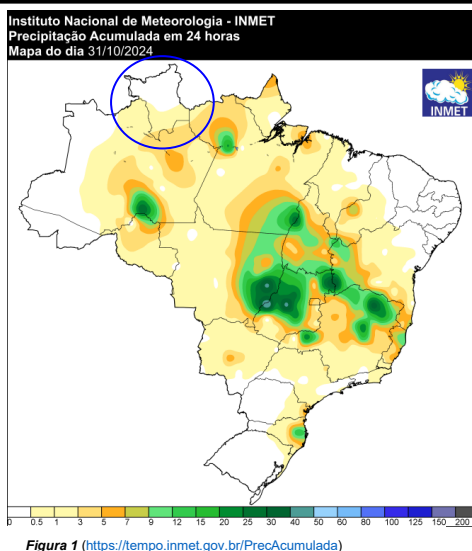 Instituto Nacional de Meteorologia - INMET
Precipitação Acumulada em 24 horas
Mapa do dia 31/10/2024
INMET
0 0.5 1 3 5 7 9 12 15 20 25 30 40 50 60 80 100 125 150 200
Figura 1 (https://tempo.inmet.gov.br/PrecAcumulada)